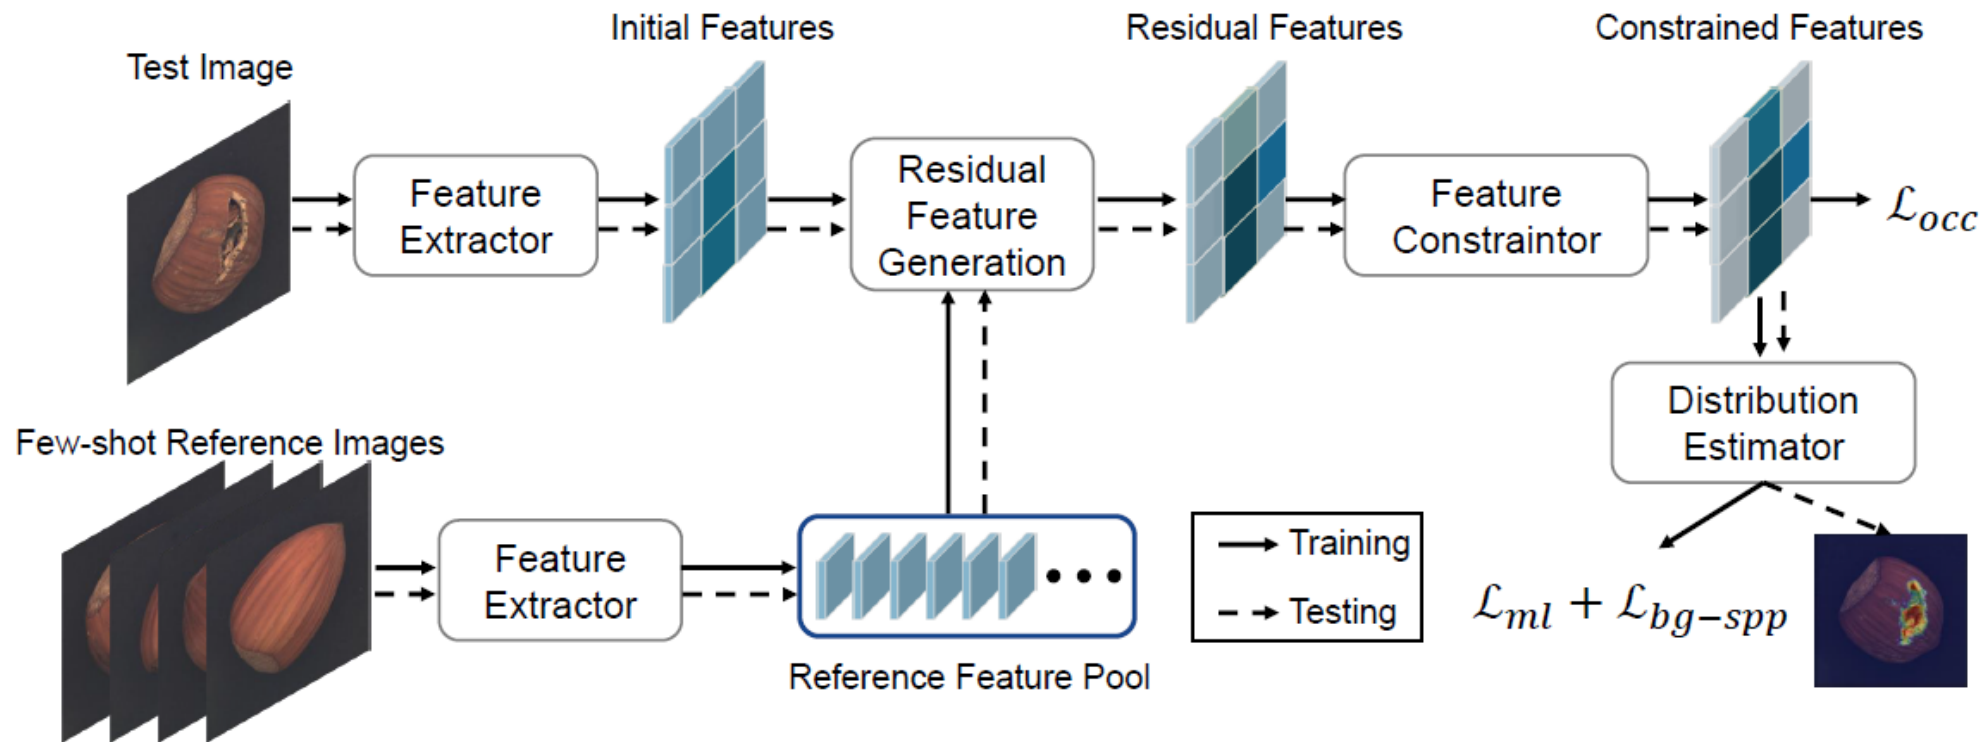 Initial Features
Residual Features
Constrained Features
Test Image
Feature
Extractor
Residual
Feature
Generation
Feature
Constraintor
ℒocc
Distribution
Estimator
Few-shot Reference Images
Feature
Extractor
Reference Feature Pool
Training
Testing
ℒml + ℒbg−spp